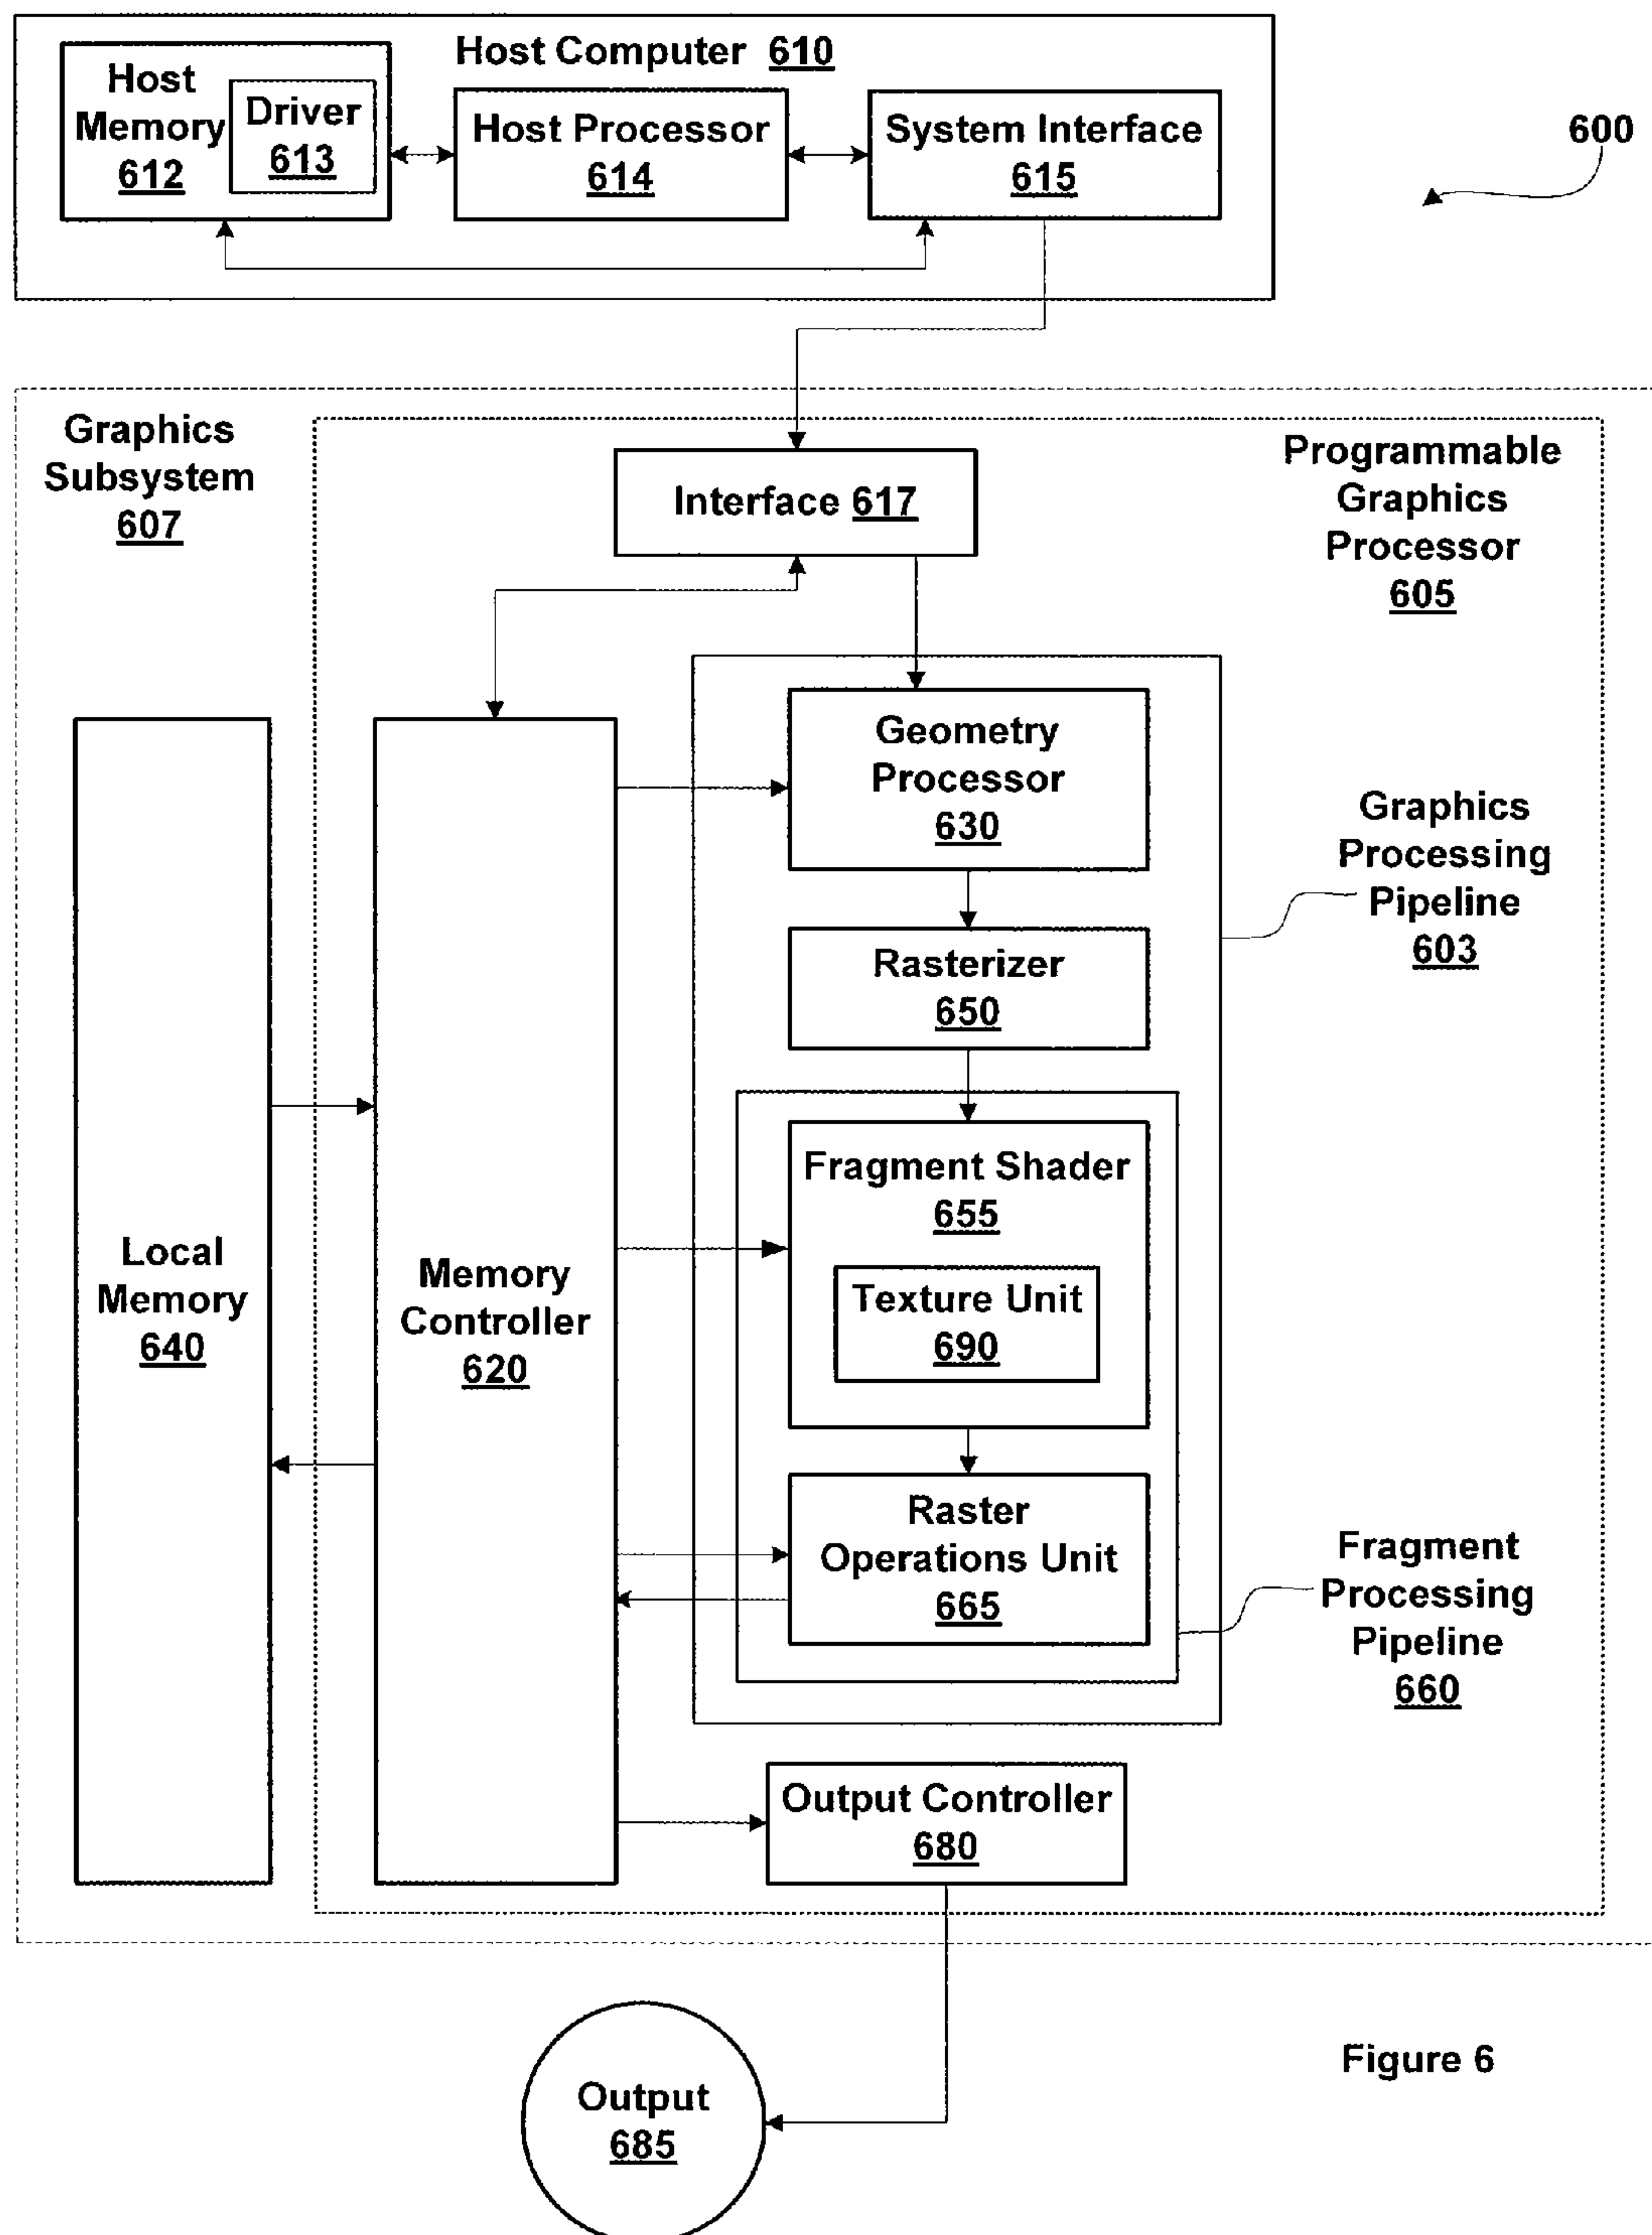 Host Computer 610
Host
Memory
612
Driver
613
Host Processor
614
System Interface
615
600
Graphics
Subsystem
607
Interface 617
Programmable
Graphics
Processor
605
Geometry
Processor
630
Graphics
Processing
Pipeline
603
Rasterizer
650
Fragment Shader
655
Texture Unit
690
Local
Memory
640
Memory
Controller
620
Raster
Operations Unit
665
Fragment
Processing
Pipeline
660
Output Controller
680
Output
685
Figure 6